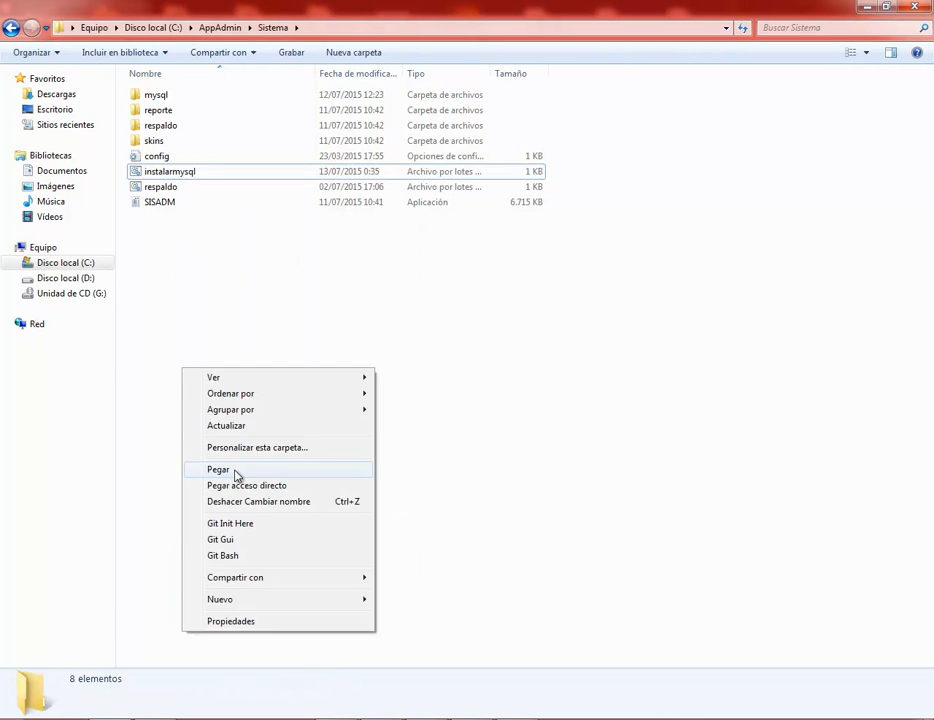 Equipo Disco local (C:) AppAdmin Sistema
Buscar Sistema
Organizar Incluir en biblioteca Compartir con Grabar Nueva carpeta
Favoritos
Descargas
Escritorio
Sitios recientes
Bibliotecas
Documentos
Imágenes
Música
Vídeos
Equipo
Disco local (C:)
Disco local (D:)
Unidad de CD (G:)
Red
Nombre Fecha de modifica... Tipo Tamaño
mysql 12/07/2015 12:23 Carpeta de archivos
reporte 11/07/2015 10:42 Carpeta de archivos
respaldo 11/07/2015 10:42 Carpeta de archivos
skins 11/07/2015 10:42 Carpeta de archivos
config 23/03/2015 17:55 Opciones de confi... 1 KB
instalarmysql 13/07/2015 0:35 Archivo por lotes ... 1 KB
respaldo 02/07/2015 17:06 Archivo por lotes ... 1 KB
SISADM 11/07/2015 10:41 Aplicación 6.715 KB
Ver
Ordenar por
Agrupar por
Actualizar
Personalizar esta carpeta...
Pegar
Pegar acceso directo
Deshacer Cambiar nombre Ctrl+Z
Git Init Here
Git Gui
Git Bash
Compartir con
Nuevo
Propiedades
8 elementos